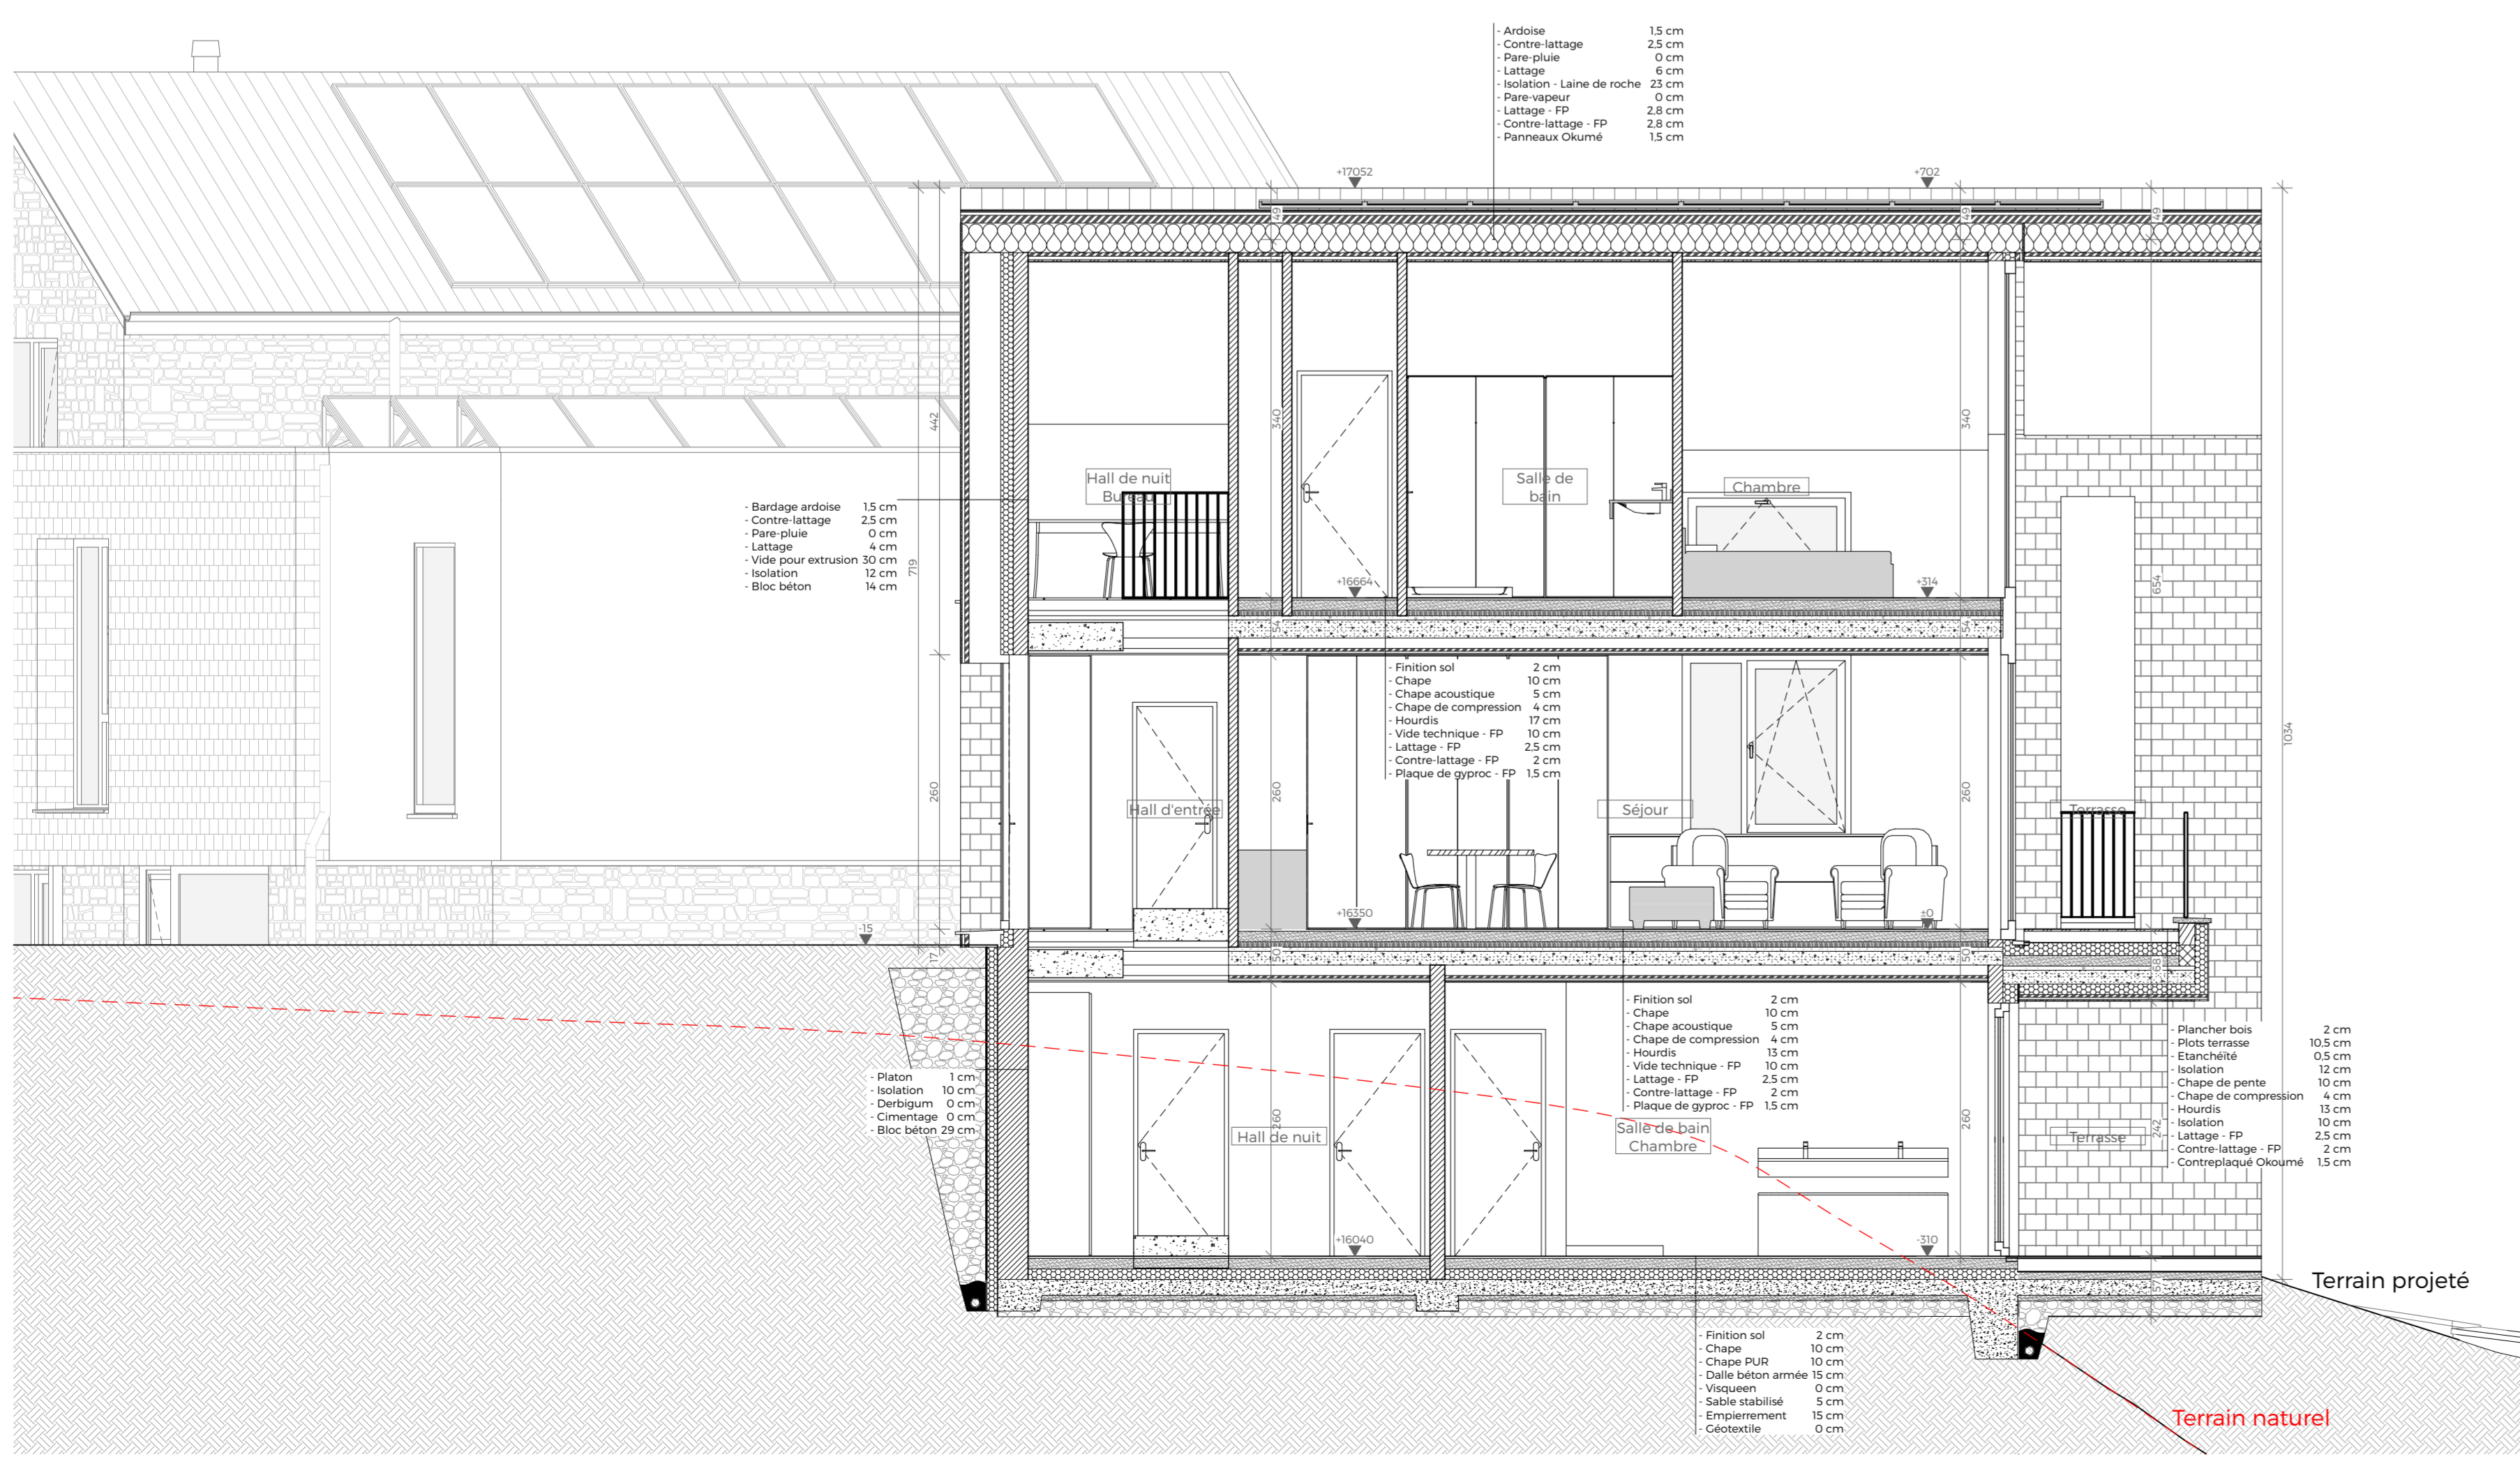 - Ardoise 1,5 cm
- Contre-lattage 2,5 cm
- Pare-pluie 0 cm
- Lattage 6 cm
- Isolation - Laine de roche 23 cm
- Pare-vapeur 0 cm
- Lattage - FP 2,8 cm
- Contre-lattage - FP 2,8 cm
- Panneaux Okumé 1,5 cm
+17052
+702
49
49
49
442
340
340
Hall de nuit
Bureau
Salle de
bain
Chambre
- Bardage ardoise 1,5 cm
- Contre-lattage 2,5 cm
- Pare-pluie 0 cm
- Lattage 4 cm
- Vide pour extrusion 30 cm
- Isolation 12 cm
- Bloc béton 14 cm
719
+16664
+314
654
54
54
- Finition sol 2 cm
- Chape 10 cm
- Chape acoustique 5 cm
- Chape de compression 4 cm
- Hourdis 17 cm
- Vide technique - FP 10 cm
- Lattage - FP 2,5 cm
- Contre-lattage - FP 2 cm
- Plaque de gyproc - FP 1,5 cm
1034
260
260
260
Hall d'entrée
Séjour
Terrasse
+16350
±0
-15
17
50
50
68
- Finition sol 2 cm
- Chape 10 cm
- Chape acoustique 5 cm
- Chape de compression 4 cm
- Hourdis 13 cm
- Vide technique - FP 10 cm
- Lattage - FP 2,5 cm
- Contre-lattage - FP 2 cm
- Plaque de gyproc - FP 1,5 cm
- Plancher bois 2 cm
- Plots terrasse 10,5 cm
- Etanchéïté 0,5 cm
- Isolation 12 cm
- Chape de pente 10 cm
- Chape de compression 4 cm
- Hourdis 13 cm
- Isolation 10 cm
- Lattage - FP 2,5 cm
- Contre-lattage - FP 2 cm
- Contreplaqué Okoumé 1,5 cm
- Platon 1 cm
- Isolation 10 cm
- Derbigum 0 cm
- Cimentage 0 cm
- Bloc béton 29 cm
260
260
242
Hall de nuit
Salle de bain
Chambre
Terrasse
+16040
-310
57
Terrain projeté
- Finition sol 2 cm
- Chape 10 cm
- Chape PUR 10 cm
- Dalle béton armée 15 cm
- Visqueen 0 cm
- Sable stabilisé 5 cm
- Empierrement 15 cm
- Géotextile 0 cm
Terrain naturel